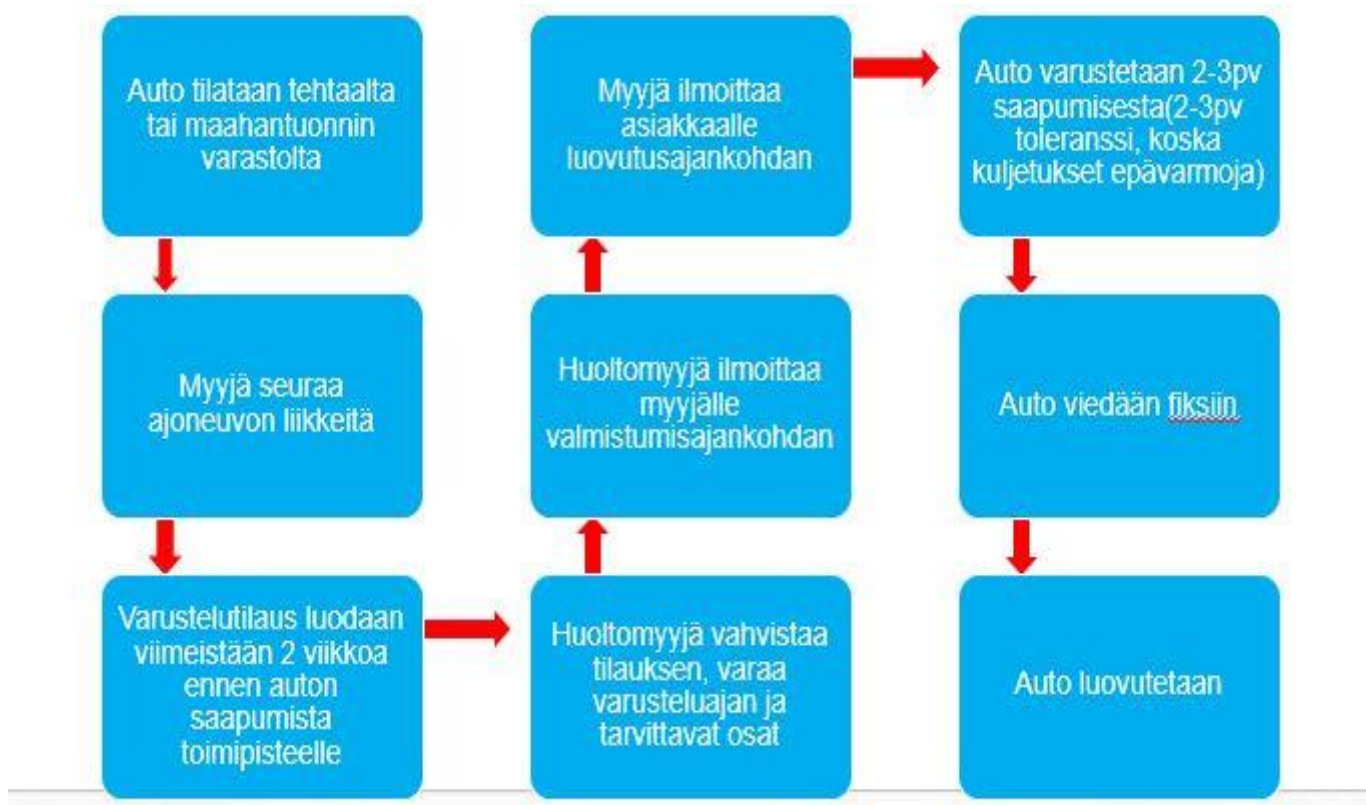 Auto tilataan tehtaalta
tai maahantuonnin
varastolta
Myyjä seuraa
ajoneuvon liikkeitä
Varustelutilaus luodaan
viimeistään 2 viikkoa
ennen auton
saapumista
toimipisteelle
Huoltomyyjä vahvistaa
tilauksen, varaa
varusteluajan ja
tarvittavat osat
Huoltomyyjä ilmoittaa
myyjälle
valmistumisajankohdan
Myyjä ilmoittaa
asiakkaalle
luovutusajankohdan
Auto varustetaan 2-3pv
saapumisesta(2-3pv
toleranssi, koska
kuljetukset epävarmoja)
Auto viedään fiksiin
Auto luovutetaan